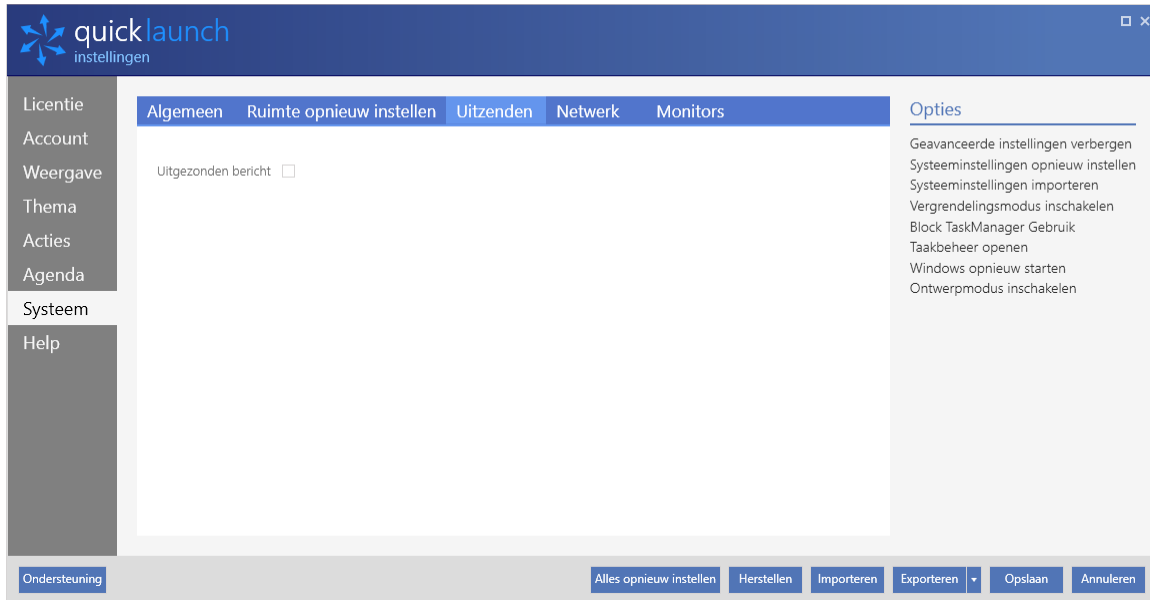 quicklaunch
instellingen
Licentie
Account
Weergave
Thema
Acties
Agenda
Systeem
Help
Algemeen Ruimte opnieuw instellen Uitzenden Netwerk Monitors
Uitgezonden bericht
Opties
Geavanceerde instellingen verbergen
Systeeminstellingen opnieuw instellen
Systeeminstellingen importeren
Vergrendelingsmodus inschakelen
Block TaskManager Gebruik
Taakbeheer openen
Windows opnieuw starten
Ontwerpmodus inschakelen
Ondersteuning Alles opnieuw instellen Herstellen Importeren Exporteren Opslaan Annuleren